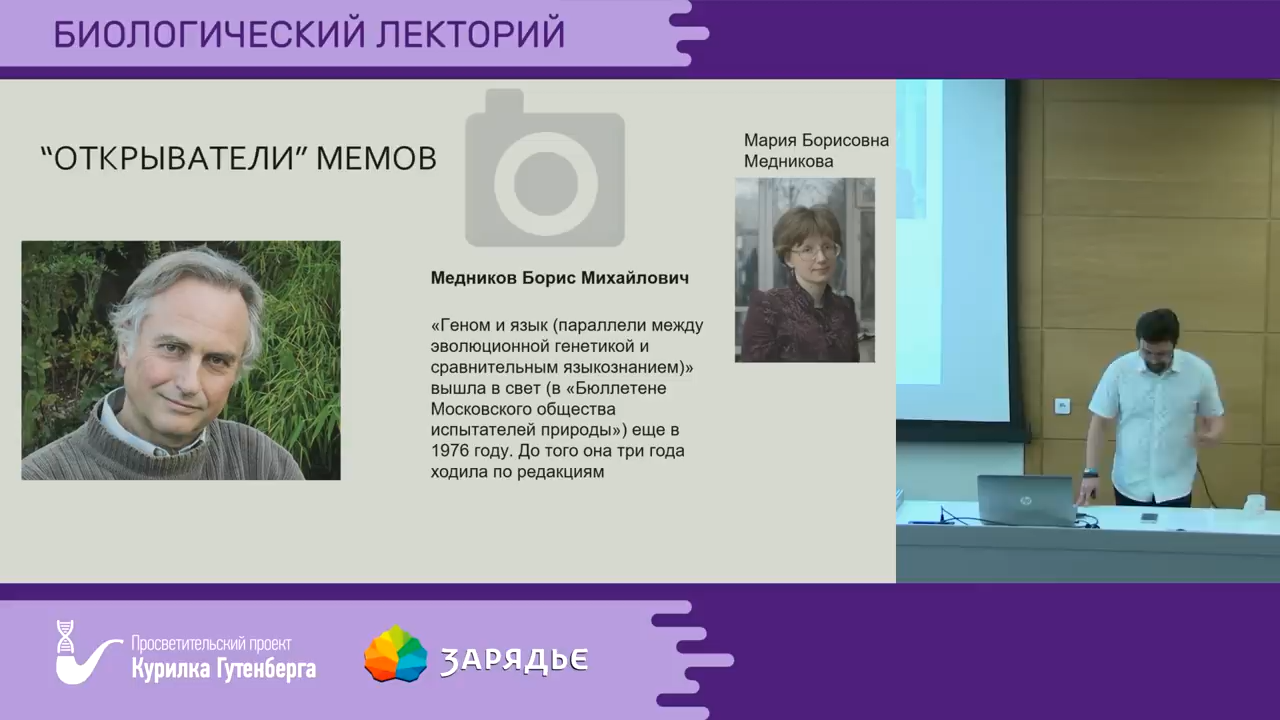 БИОЛОГИЧЕСКИЙ ЛЕКТОРИЙ
“ОТКРЫВАТЕЛИ” МЕМОВ
Мария Борисовна
Медникова
Медников Борис Михайлович
«Геном и язык (параллели между
эволюционной генетикой и
сравнительным языкознанием)»
вышла в свет (в «Бюллетене
Московского общества
испытателей природы») еще в
1976 году. До того она три года
ходила по редакциям
Просветительский проект
Курилка Гутенберга
ЗАРЯДЬЕ
hp